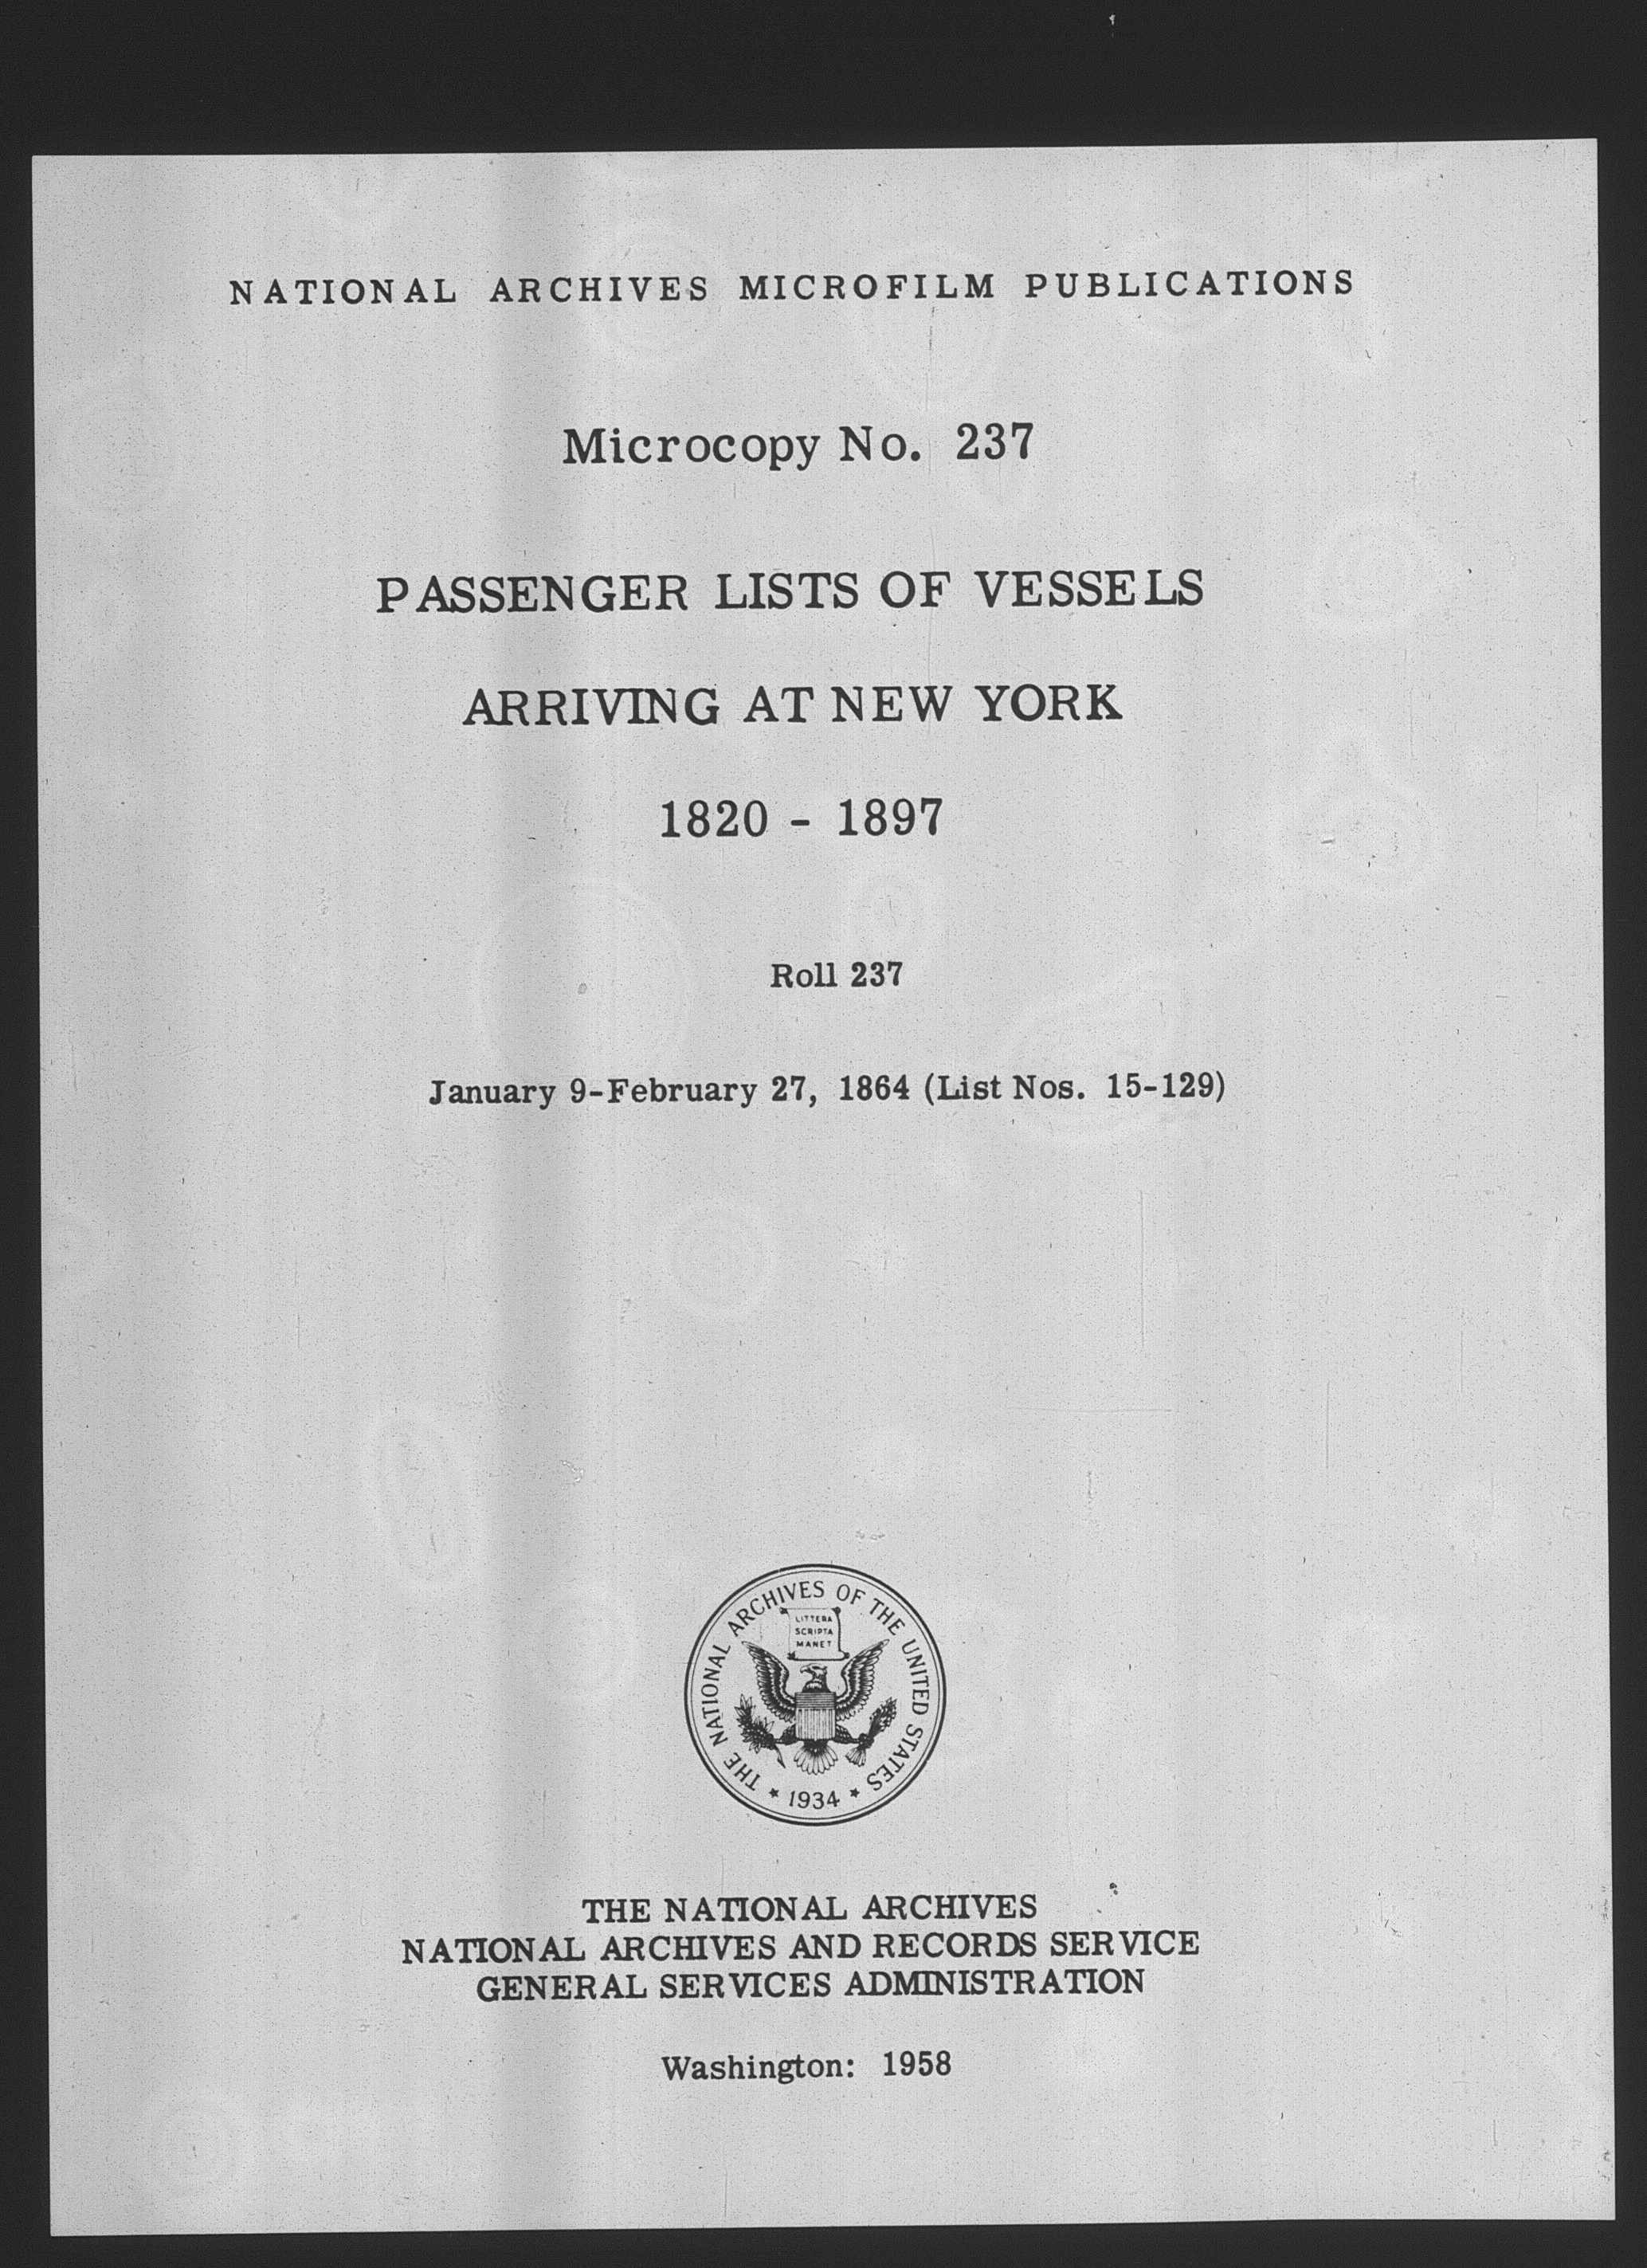 NATIONAL ARCHIVES MICROFILM PUBLICATIONS
Microcopy No. 237
PASSENGER LISTS OF VESSELS
ARRIVING AT NEW YORK
1820 - 1897
Roll 237
January 9-February 27, 1864 (List Nos. 15-129)
THE NATIONAL ARCHIVES OF THE UNITED STATES
LITTERA
SCRIPTA
MANET
★ 1934 ★
THE NATIONAL ARCHIVES
NATIONAL ARCHIVES AND RECORDS SERVICE
GENERAL SERVICES ADMINISTRATION
Washington: 1958